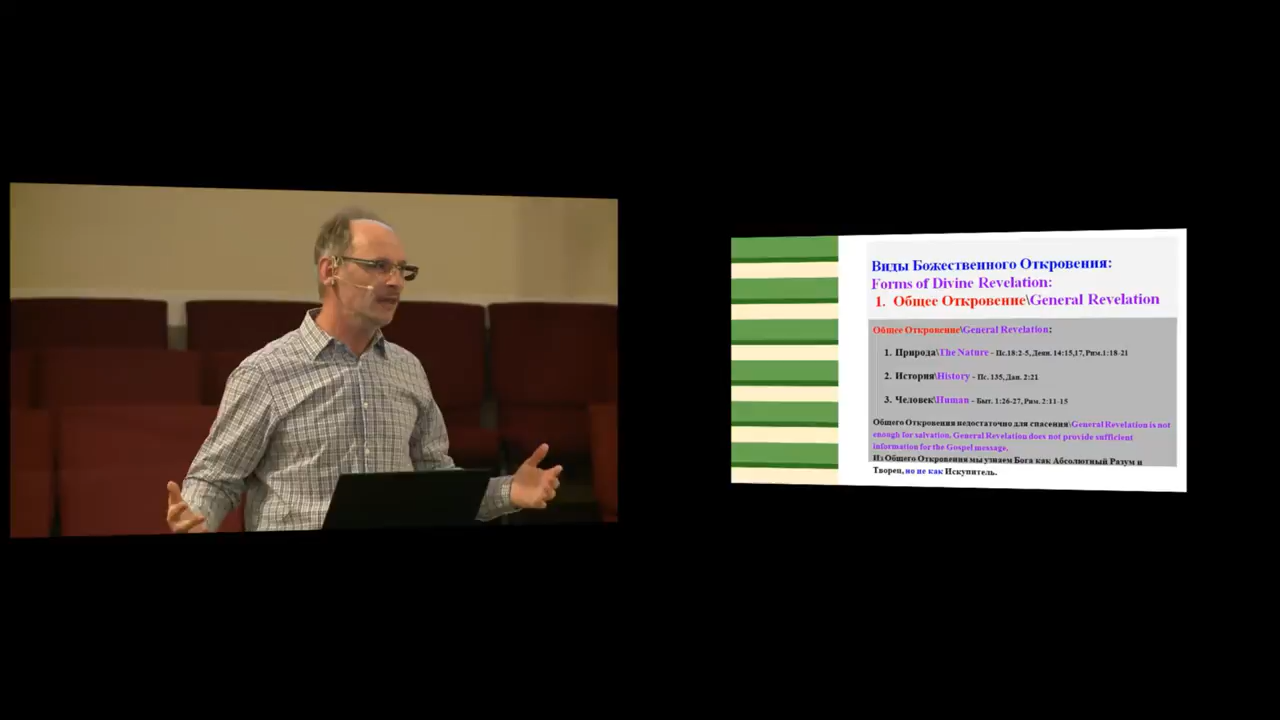 Виды Божественного Откровения:
Forms of Divine Revelation:
1. Общее Откровение\General Revelation
Общее Откровение\General Revelation:
1. Природа\The Nature - Пс.18:2-5, Деян. 14:15,17, Рим.1:18-21
2. История\History - Пс. 135, Дан. 2:21
3. Человек\Human - Быт. 1:26-27, Рим. 2:11-15
Общего Откровения недостаточно для спасения\General Revelation is not
enough for salvation. General Revelation does not provide sufficient
information for the Gospel message.
Из Общего Откровения мы узнаем Бога как Абсолютный Разум и
Творец, но не как Искупитель.